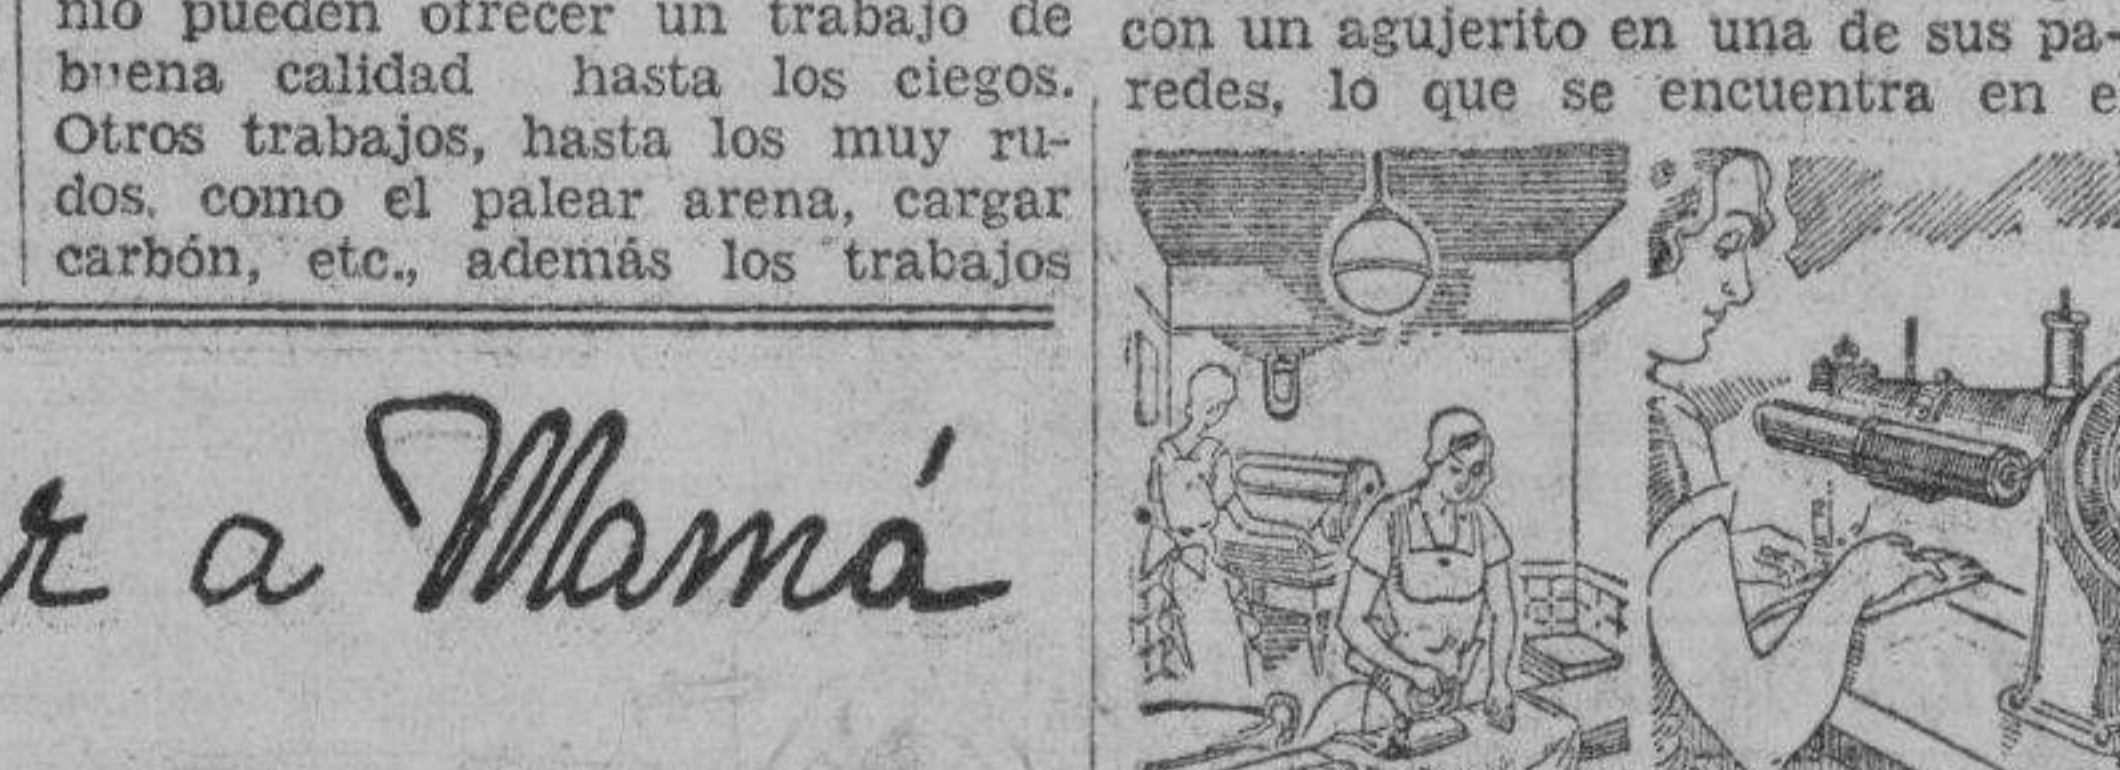 nio pueden ofrecer un trabajo de
buena calidad hasta los ciegos.
Otros trabajos, hasta los muy ru-
dos, como el palear arena, cargar
carbón, etc., además los trabajos
r a Mamá
con un agujerito en una de sus pa-
redes, lo que se encuentra en e